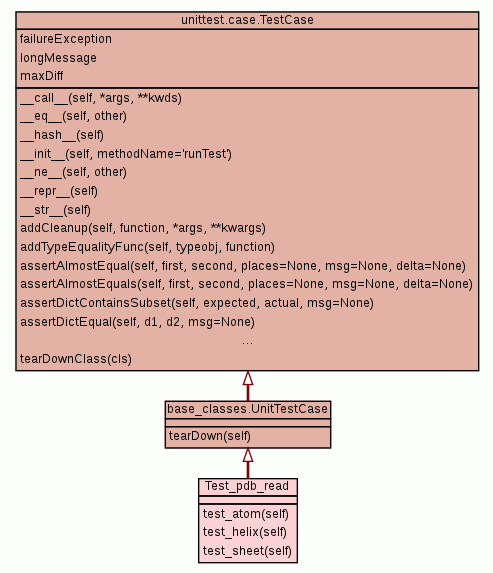 unittest.case.TestCase
failureException
longMessage
maxDiff
__call__(self, *args, **kwds)
__eq__(self, other)
__hash__(self)
__init__(self, methodName='runTest')
__ne__(self, other)
__repr__(self)
__str__(self)
addCleanup(self, function, *args, **kwargs)
addTypeEqualityFunc(self, typeobj, function)
assertAlmostEqual(self, first, second, places=None, msg=None, delta=None)
assertAlmostEquals(self, first, second, places=None, msg=None, delta=None)
assertDictContainsSubset(self, expected, actual, msg=None)
assertDictEqual(self, d1, d2, msg=None)
...
tearDownClass(cls)
base_classes.UnitTestCase
tearDown(self)
Test_pdb_read
test_atom(self)
test_helix(self)
test_sheet(self)